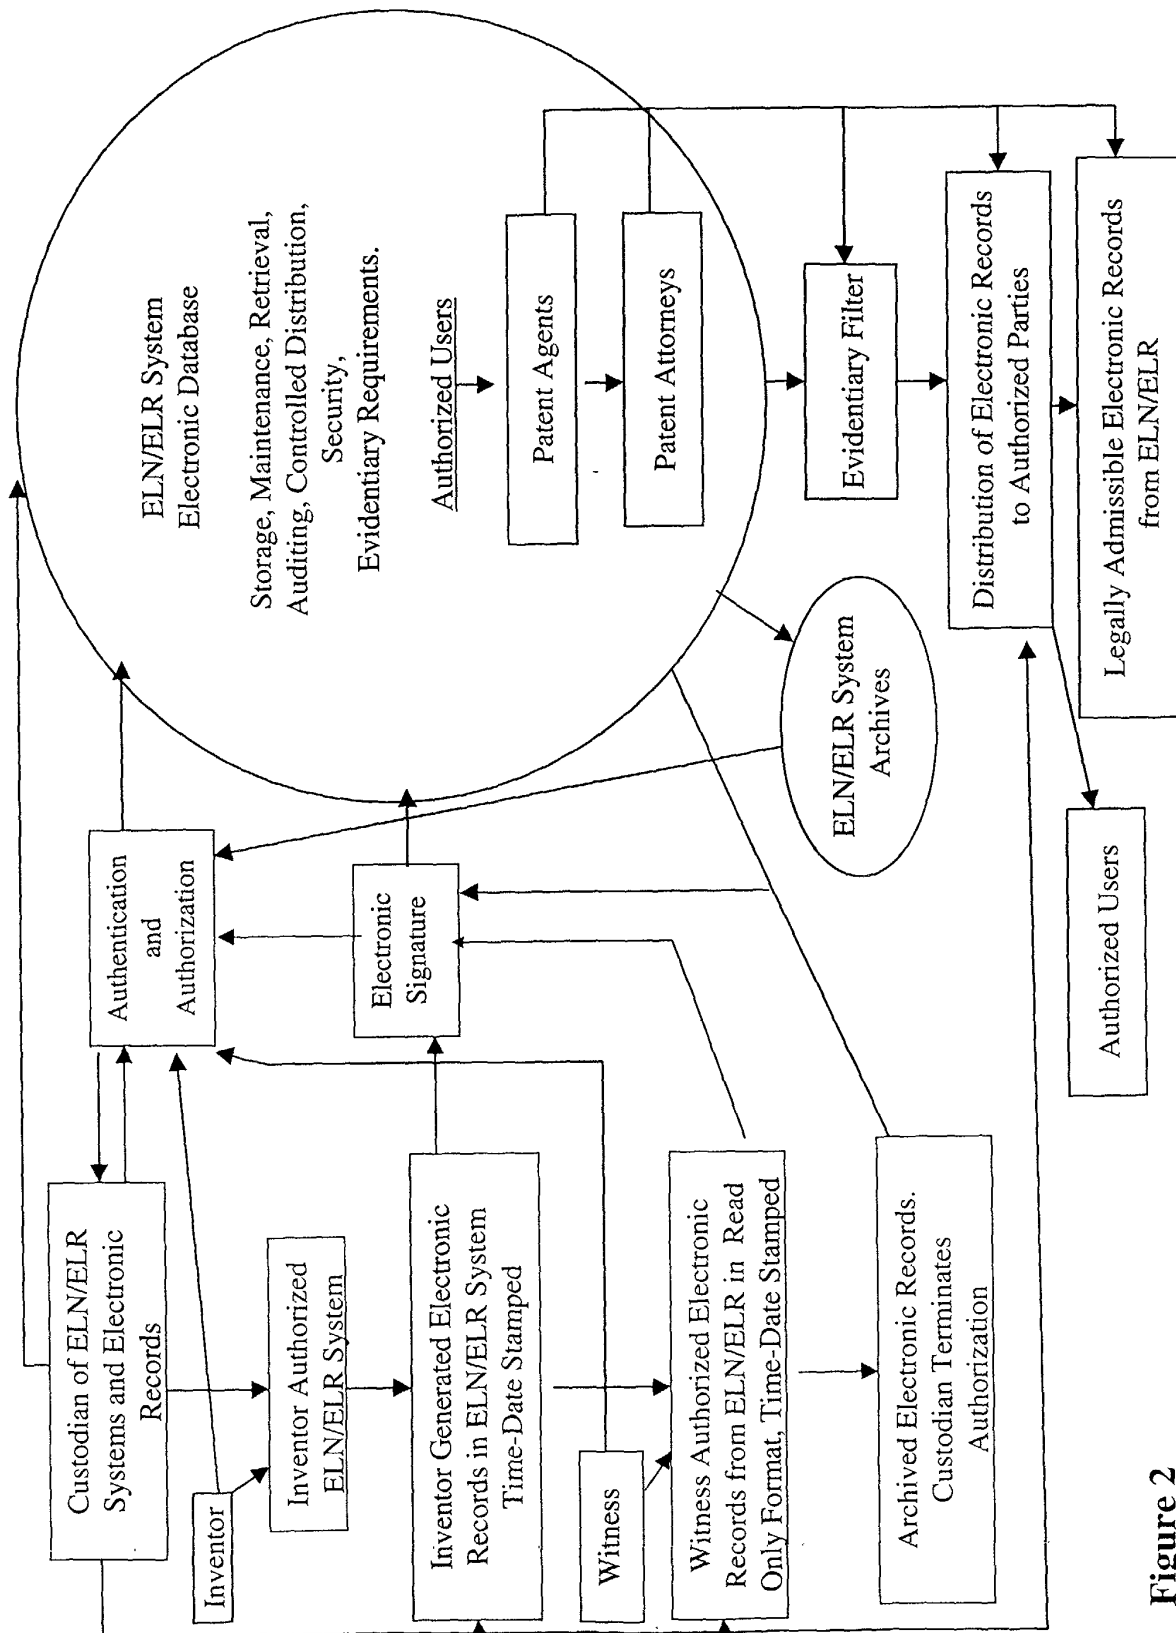 Custodian of ELN/ELR
Systems and Electronic
Records
Inventor
Inventor Authorized
ELN/ELR System
Inventor Generated Electronic
Records in ELN/ELR System
Time-Date Stamped
Witness
Witness Authorized Electronic
Records from ELN/ELR in Read
Only Format, Time-Date Stamped
Archived Electronic Records.
Custodian Terminates
Authorization
Authentication
and
Authorization
Electronic
Signature
ELN/ELR System
Archives
Authorized Users
ELN/ELR System
Electronic Database
Storage, Maintenance, Retrieval,
Auditing, Controlled Distribution,
Security,
Evidentiary Requirements.
Authorized Users
Patent Agents
Patent Attorneys
Evidentiary Filter
Distribution of Electronic Records
to Authorized Parties
Legally Admissible Electronic Records
from ELN/ELR
Figure 2